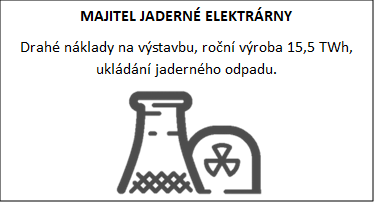 MAJITEL JADERNÉ ELEKTRÁRNY
Drahé náklady na výstavbu, roční výroba 15,5 TWh,
ukládání jaderného odpadu.